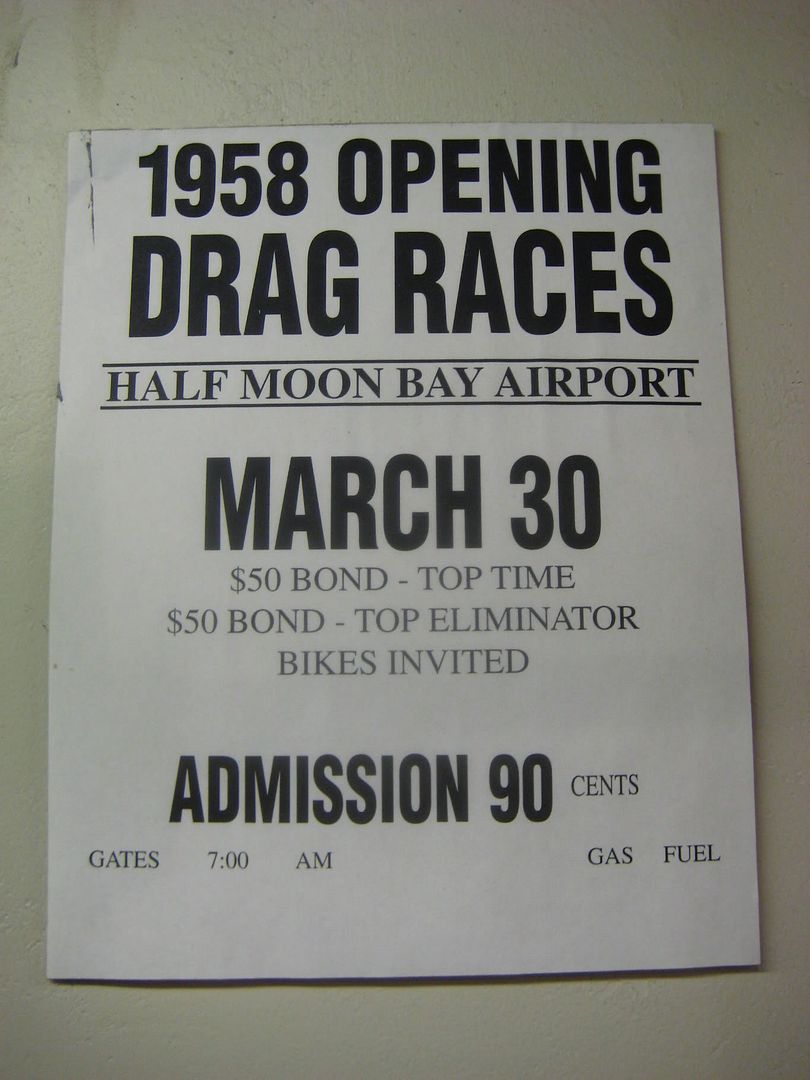 1958 OPENING
DRAG RACES
HALF MOON BAY AIRPORT
MARCH 30
$50 BOND - TOP TIME
$50 BOND - TOP ELIMINATOR
BIKES INVITED
ADMISSION 90 CENTS
GATES 7:00 AM GAS FUEL